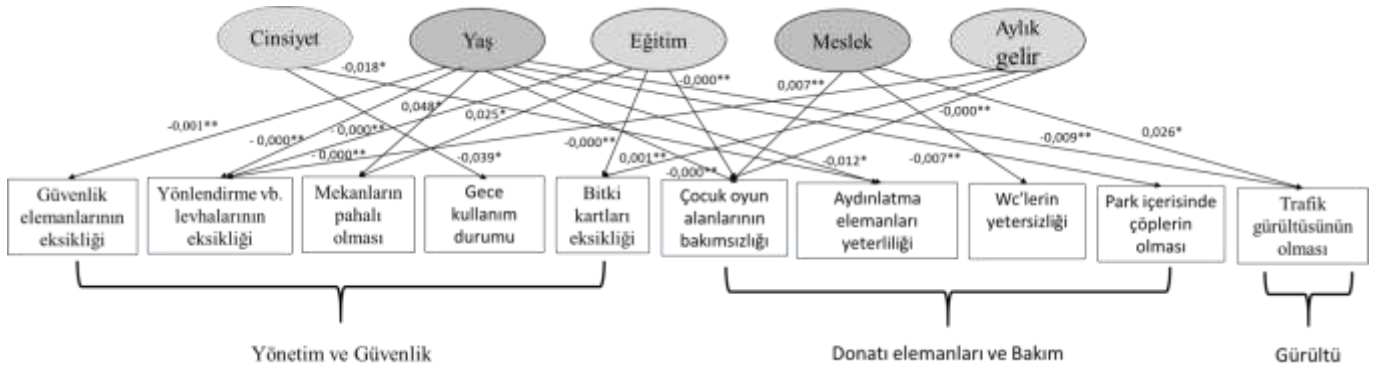 Cinsiyet
Yaş
Eğitim
Meslek
Aylık
gelir
-0,018*
-0,000**
0,007**
0,048*
0,025*
-0,000**
-0,001**
- 0,000**
- 0,000**
- 0,000**
-0,039*
-0,000**
0,001**
-0,000**
-0,012*
-0,007**
-0,009**
0,026*
Güvenlik
elemanlarının
eksikliği
Yönlendirme vb.
levhalarının
eksikliği
Mekanların
pahalı
olması
Gece
kullanım
durumu
Bitki
kartları
eksikliği
Çocuk oyun
alanlarının
bakımsızlığı
Aydınlatma
elemanları
yeterliliği
Wc'lerin
yetersizliği
Park içerisinde
çöplerin
olması
Trafik
gürültüsünün
olması
Yönetim ve Güvenlik
Donatı elemanları ve Bakım
Gürültü